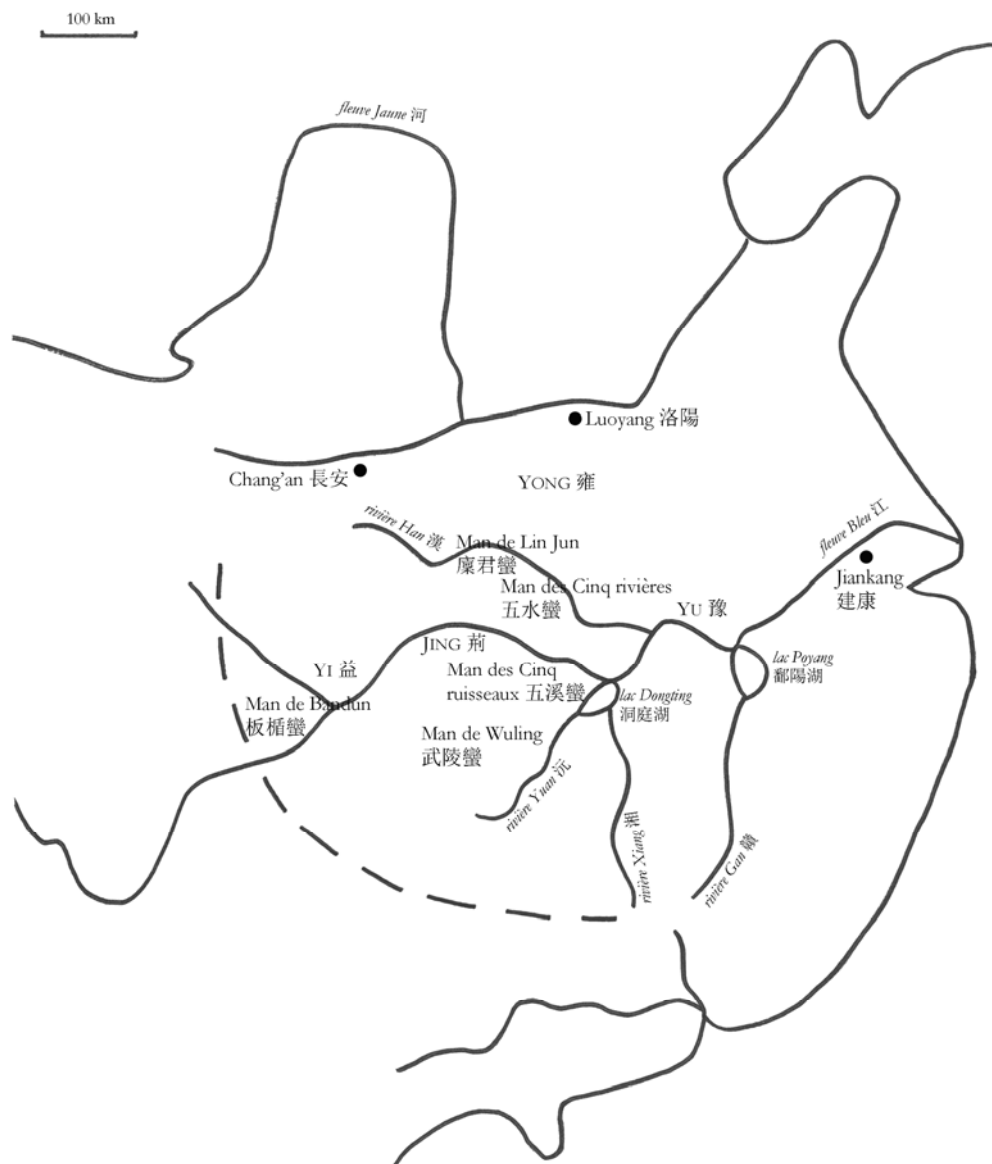 100 km
fleuve Jaune 河
Luoyang 洛陽
Chang'an 長安
YONG 雍
rivière Han 漢
fleuve Bleu 江
Man de Lin Jun
廩君蠻
Jiankang
建康
Man des Cinq rivières
五水蠻
YU 豫
JING 荊
lac Poyang
鄱陽湖
YI 益
Man des Cinq
ruisseaux 五溪蠻
lac Dongting
洞庭湖
Man de Bandun
板楯蠻
Man de Wuling
武陵蠻
rivière Yuan 沅
rivière Xiang 湘
rivière Gan 贛